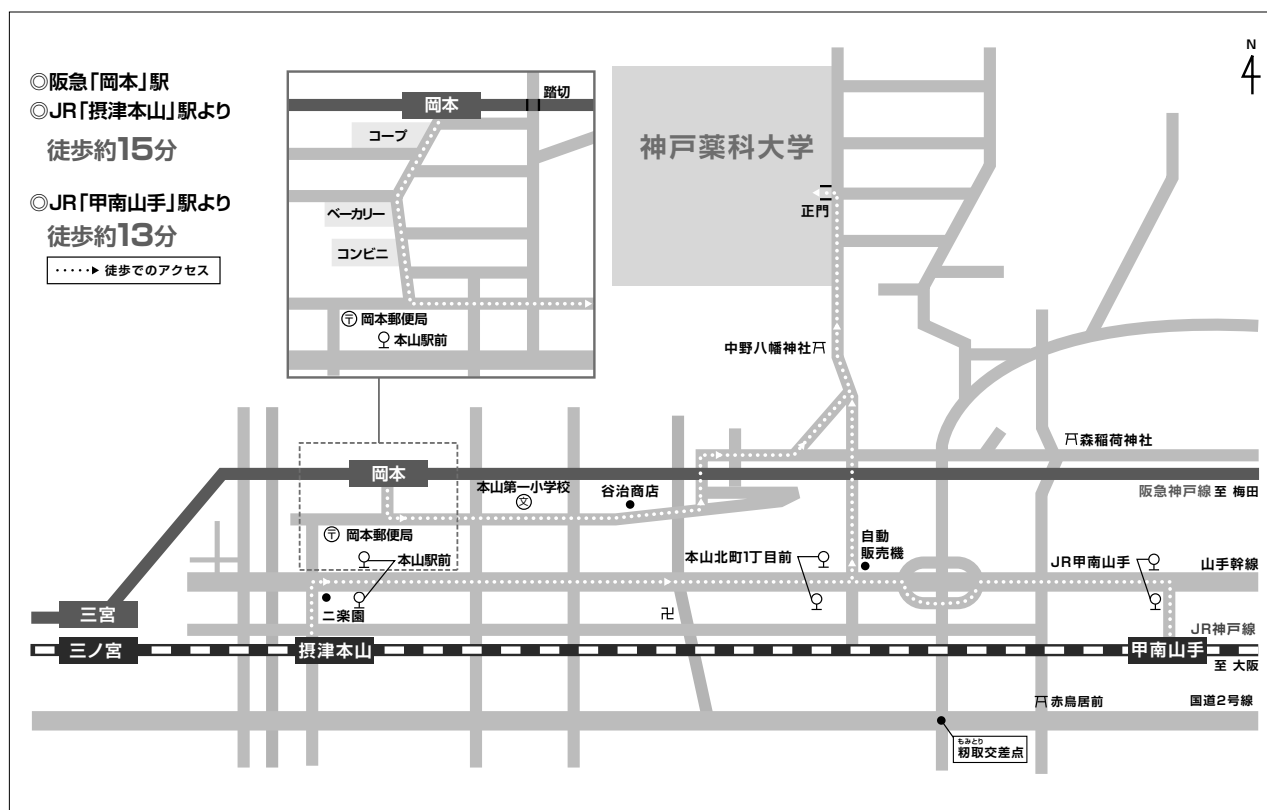 ◎阪急「岡本」駅
◎JR「摂津本山」駅より
徒歩約15分
◎JR「甲南山手」駅より
徒歩約13分
徒歩でのアクセス
岡本
踏切
コープ
ベーカリー
コンビニ
〒 岡本郵便局
本山駅前
N
神戸薬科大学
正門
中野八幡神社
森稲荷神社
岡本
本山第一小学校
文
谷治商店
阪急神戸線 至 梅田
〒 岡本郵便局
本山駅前
二楽園
本山北町1丁目前
自動
販売機
JR甲南山手
山手幹線
三宮
卍
JR神戸線
三ノ宮
摂津本山
甲南山手
至 大阪
赤鳥居前
国道2号線
もみとり
籾取交差点